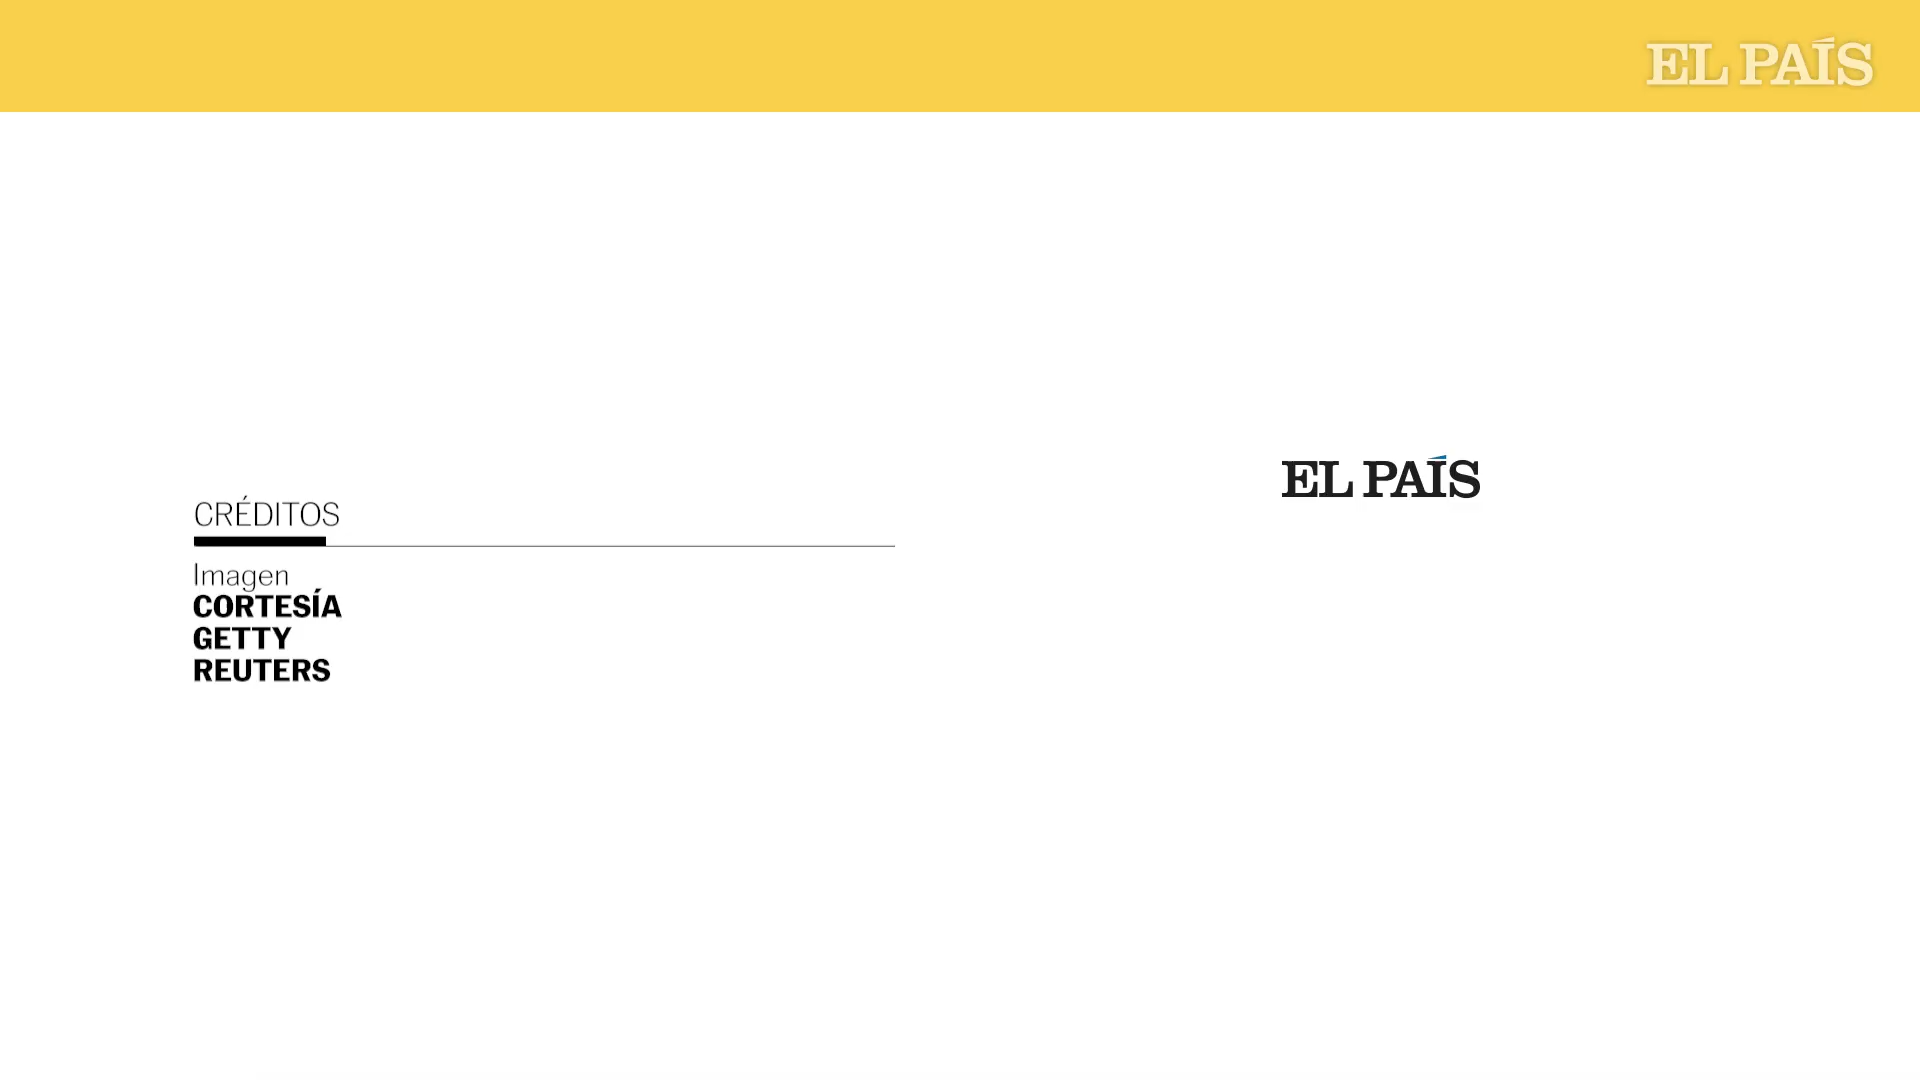 EL PAÍS
EL PAÍS
CRÉDITOS
Imagen
CORTESÍA
GETTY
REUTERS